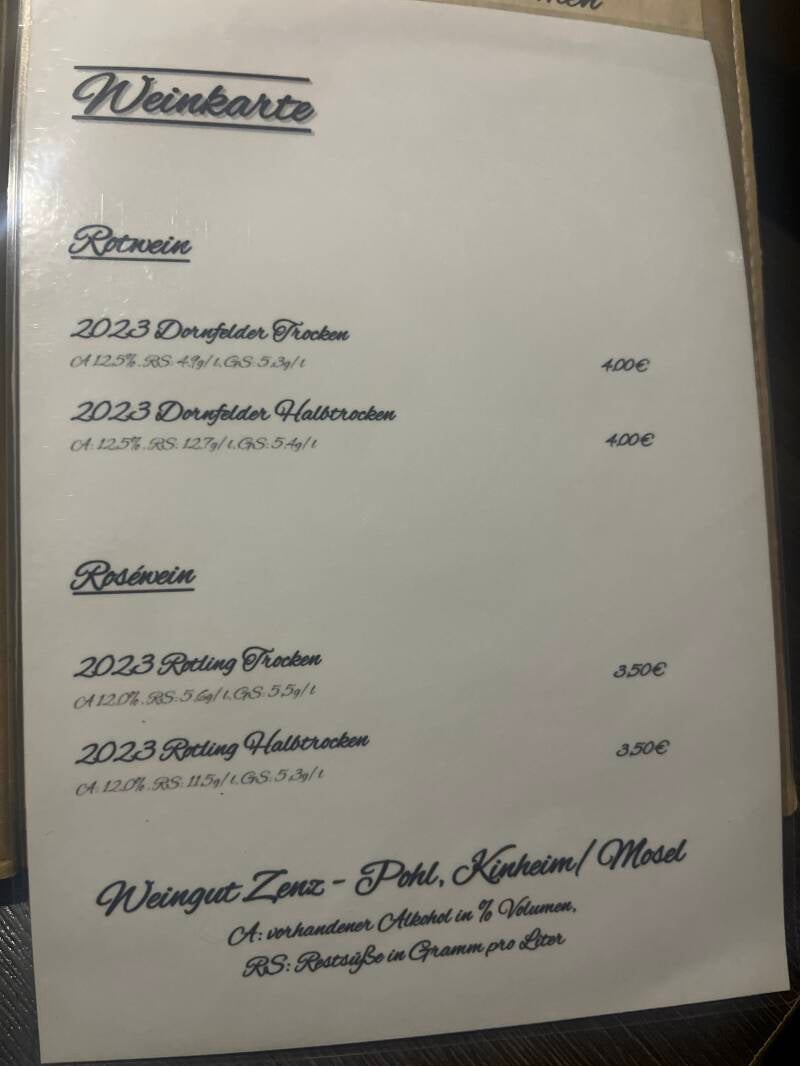 Weinkarte
Rotwein
2023 Dornfelder Trocken
A 12.5%, RS: 4.9g/l, GS: 5.3g/l 4.00€
2023 Dornfelder Halbtrocken
A: 12.5%, RS: 12.7g/l, GS: 5.4g/l 4.00€
Roséwein
2023 Rotling Trocken 3.50€
A 12.0%, RS: 5.6g/l, GS: 5.5g/l
2023 Rotling Halbtrocken 3.50€
A: 12.0%, RS: 11.5g/l, GS: 5.3g/l
Weingut Zenz - Pohl, Kinheim/ Mosel
A: vorhandener Alkohol in % Volumen,
RS: Restsüße in Gramm pro Liter